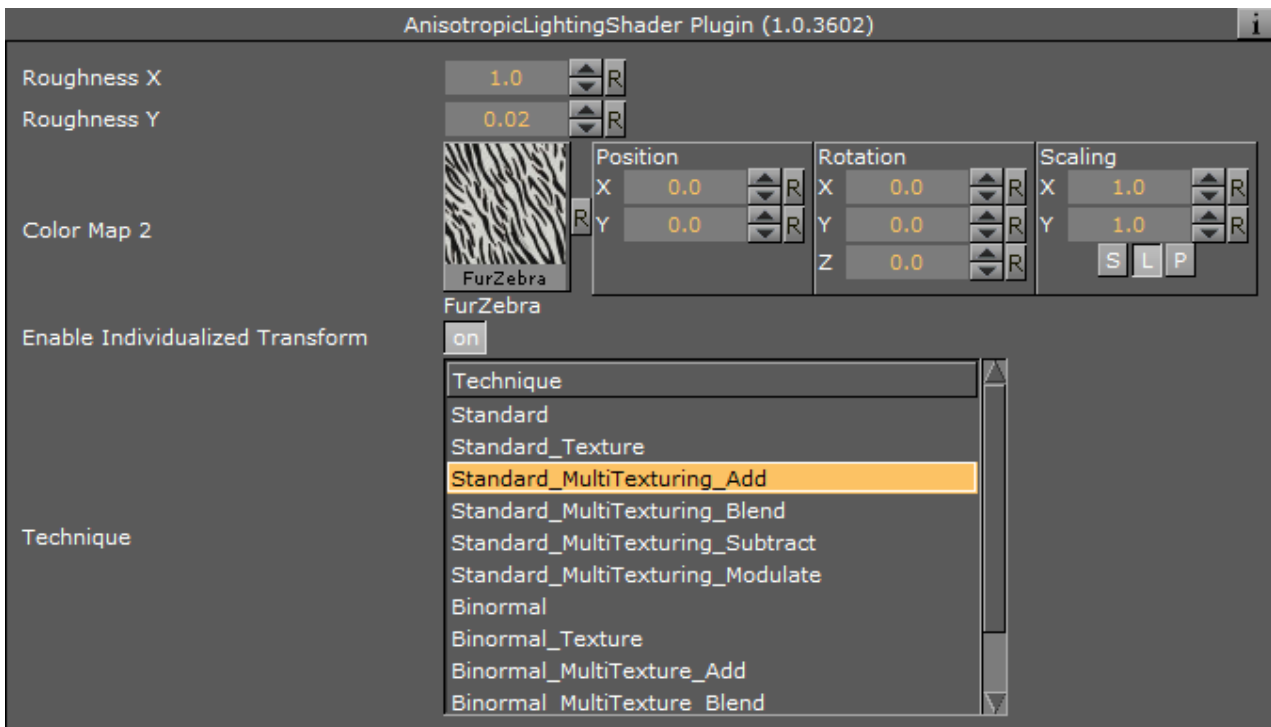 AnisotropicLightingShader Plugin (1.0.3602) i
Roughness X 1.0 R
Roughness Y 0.02 R
Position Rotation Scaling
X 0.0 R X 0.0 R X 1.0 R
Color Map 2 R Y 0.0 R Y 0.0 R Y 1.0 R
FurZebra Z 0.0 R S L P
FurZebra
Enable Individualized Transform on
Technique
Standard
Standard_Texture
Standard_MultiTexturing_Add
Standard_MultiTexturing_Blend
Technique Standard_MultiTexturing_Subtract
Standard_MultiTexturing_Modulate
Binormal
Binormal_Texture
Binormal_MultiTexture_Add
Binormal_MultiTexture_Blend